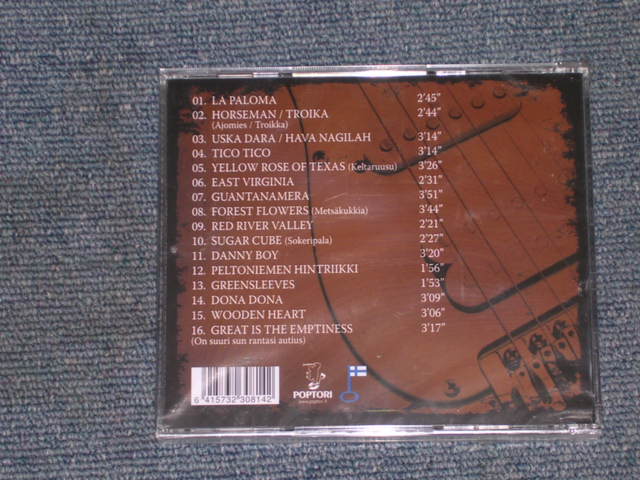 01. LA PALOMA 2'45"
02. HORSEMAN / TROIKA 2'44"
(Ajomies / Troikka)
03. USKA DARA / HAVA NAGILAH 3'14"
04. TICO TICO 3'14"
05. YELLOW ROSE OF TEXAS (Keltaruusu) 3'26"
06. EAST VIRGINIA 2'31"
07. GUANTANAMERA 3'51"
08. FOREST FLOWERS (Metsäkukkia) 3'44"
09. RED RIVER VALLEY 2'21"
10. SUGAR CUBE (Sokeripala) 2'27"
11. DANNY BOY 3'20"
12. PELTONIEMEN HINTRIIKKI 1'56"
13. GREENSLEEVES 1'53"
14. DONA DONA 3'09"
15. WOODEN HEART 3'06"
16. GREAT IS THE EMPTINESS 3'17"
(On suuri sun rantasi autius)
6 415732 308142
POPTORI
www.poptori.fi